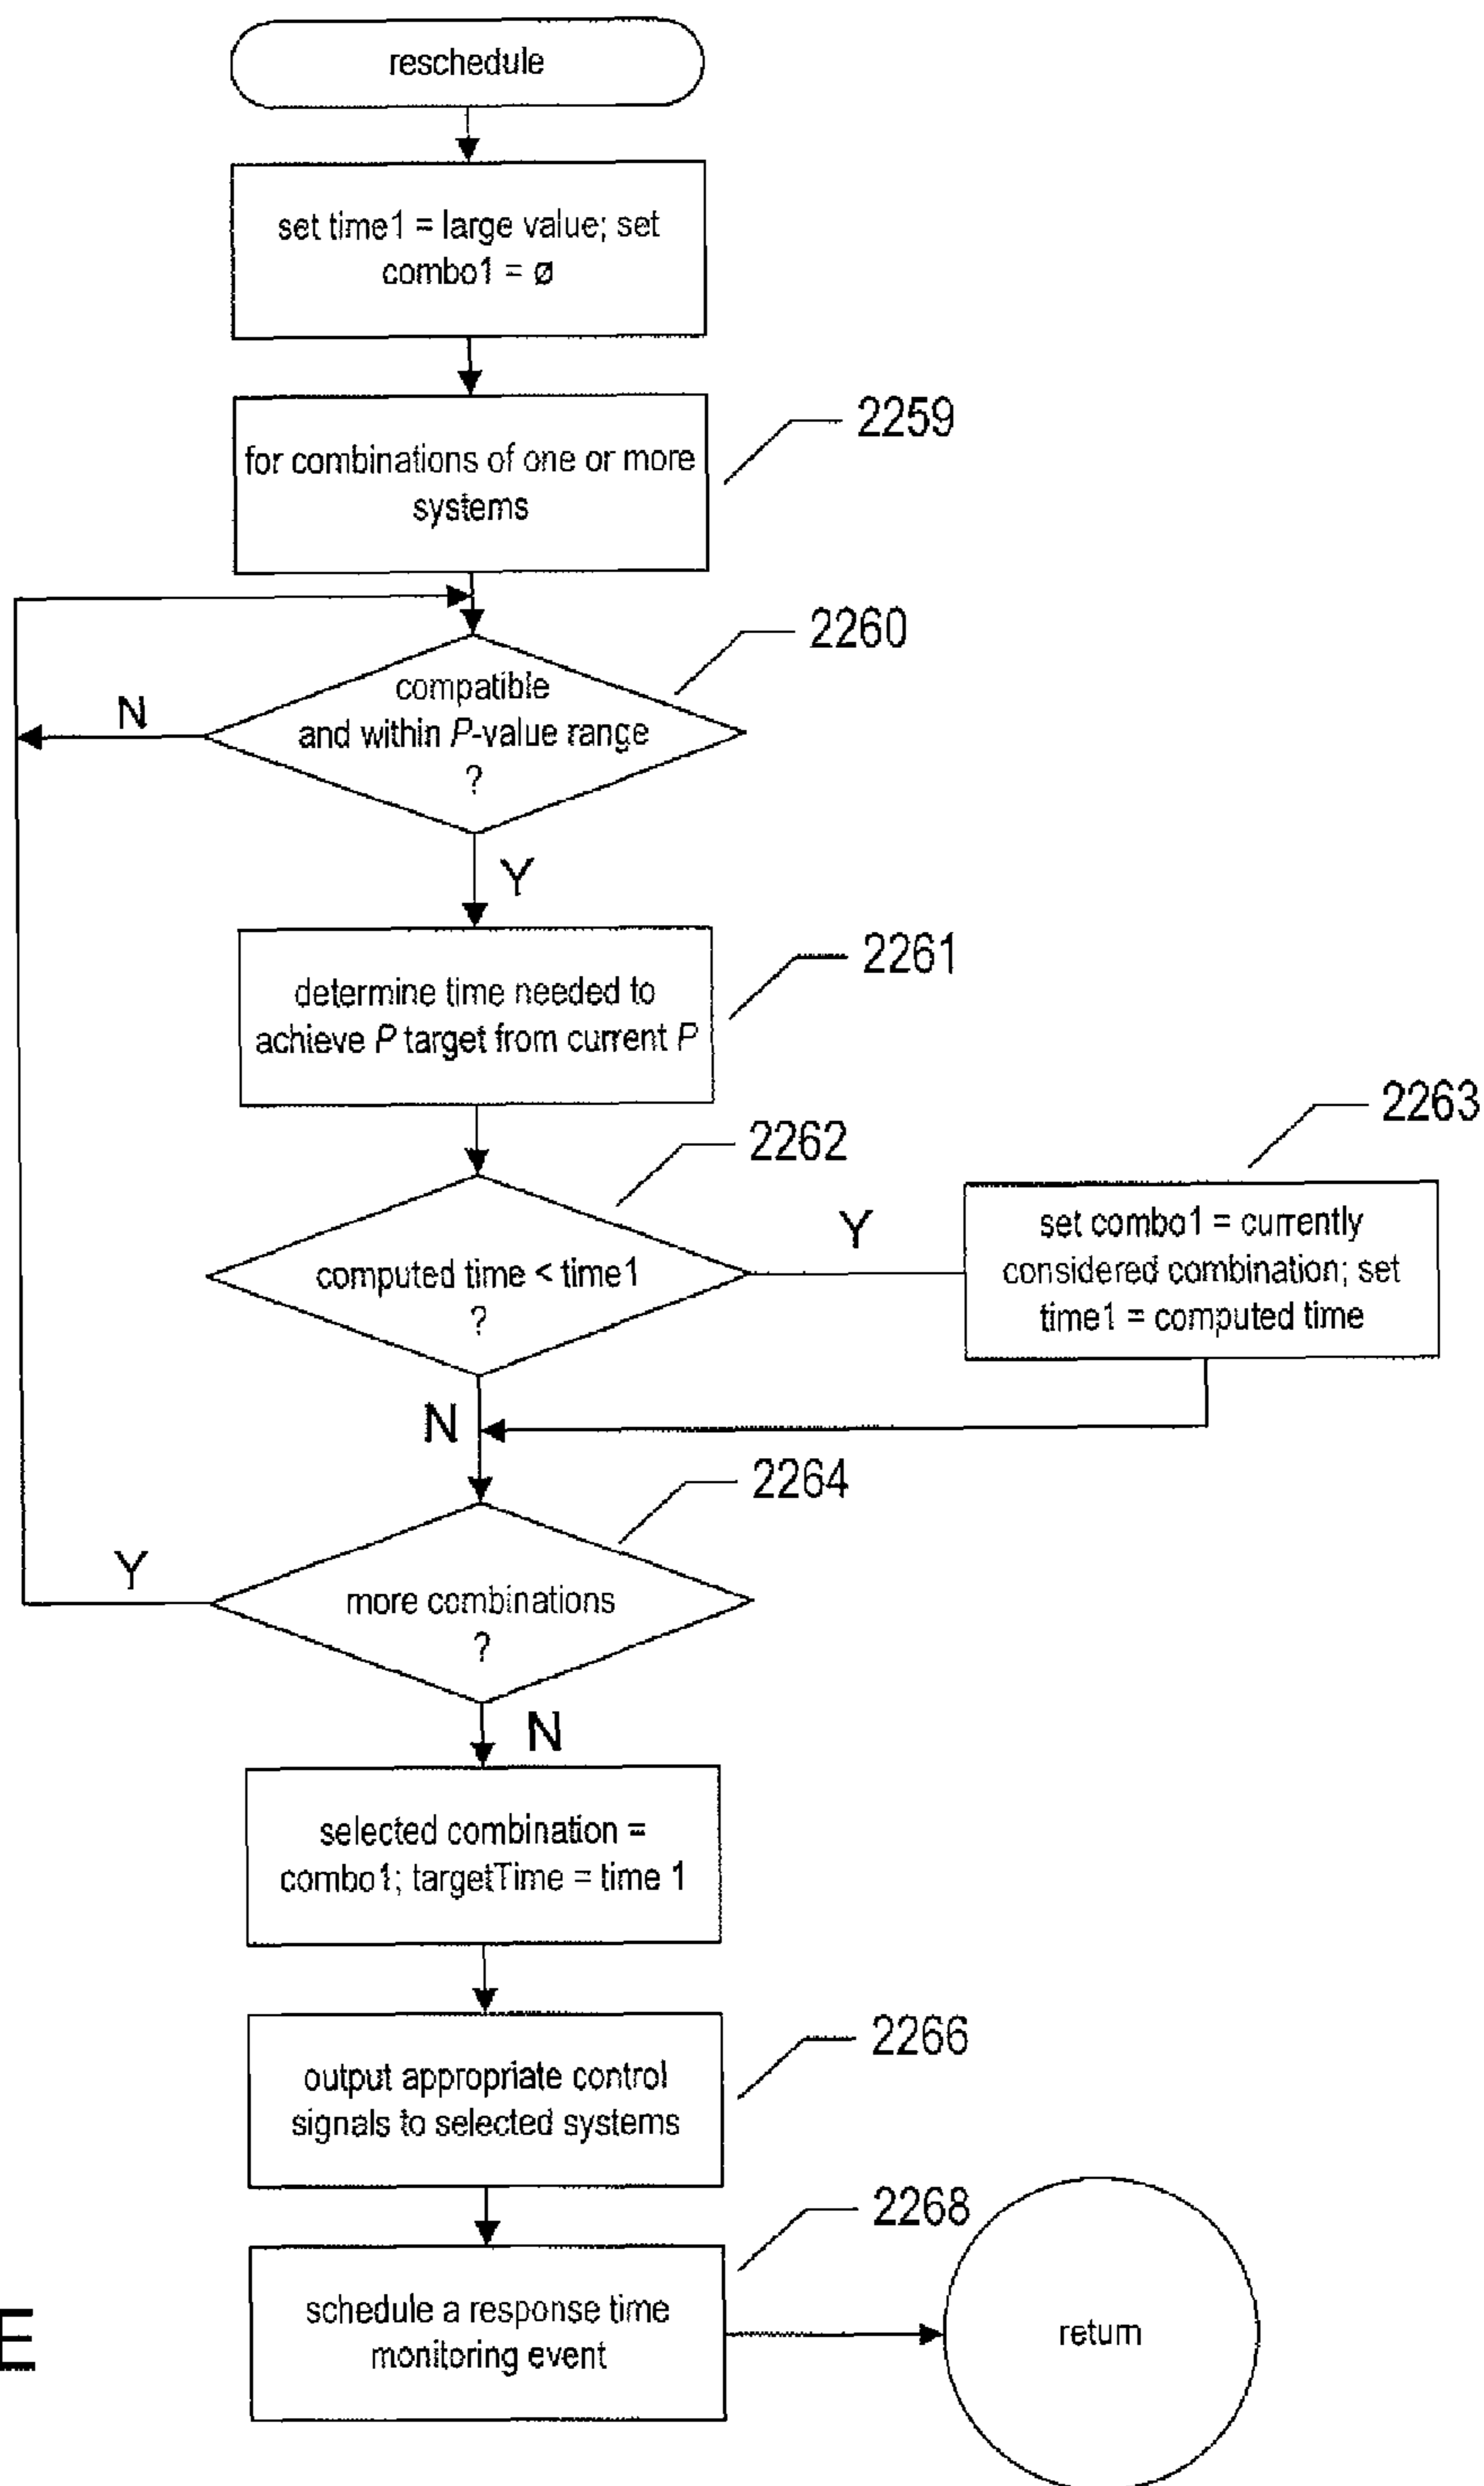 reschedule
set time1 = large value; set
combo1 = ø
for combinations of one or more
systems
2259
compatible
and within P-value range
?
2260
N
Y
determine time needed to
achieve P target from current P
2261
computed time < time1
?
2262
Y
set combo1 = currently
considered combination; set
time1 = computed time
2263
N
more combinations
?
2264
Y
N
selected combination =
combo1; targetTime = time 1
output appropriate control
signals to selected systems
2266
schedule a response time
monitoring event
2268
return
E